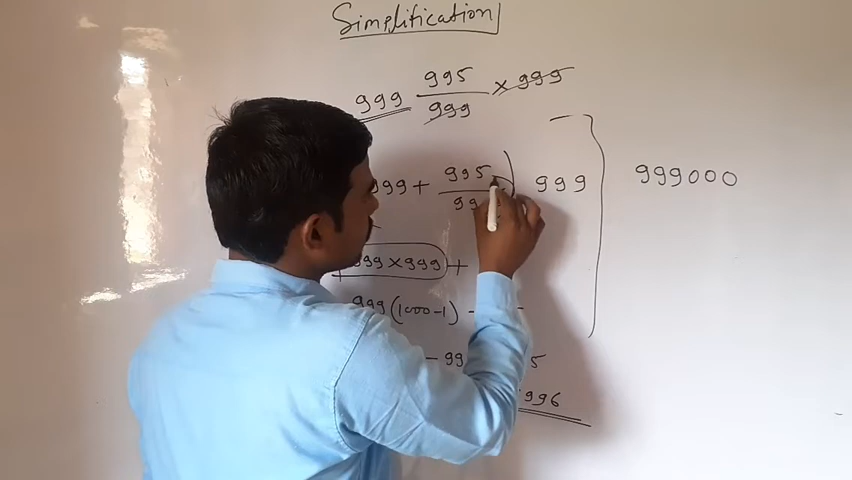 Simplification
999 995/999 × 999
999 + 995/99 999
999000
999 × 999 +
999 (1000 - 1) -
- 99 5
996